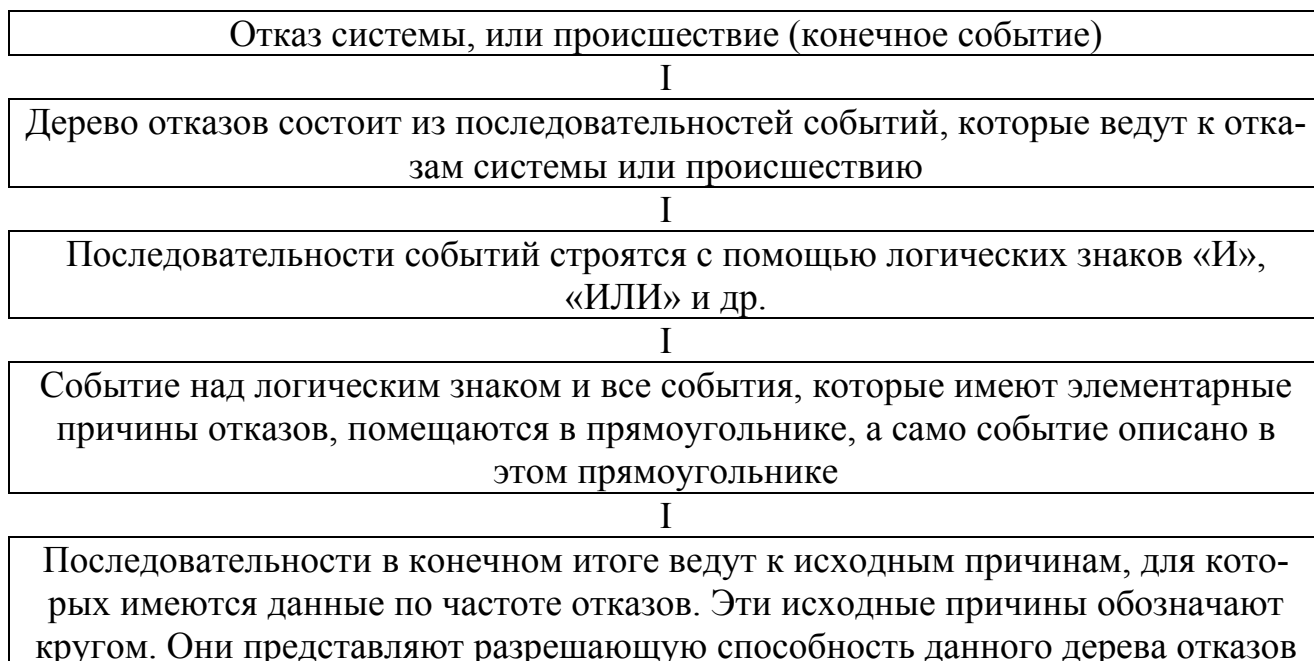 Отказ системы, или происшествие (конечное событие)
I
Дерево отказов состоит из последовательностей событий, которые ведут к отка-
зам системы или происшествию
I
Последовательности событий строятся с помощью логических знаков «И»,
«ИЛИ» и др.
I
Событие над логическим знаком и все события, которые имеют элементарные
причины отказов, помещаются в прямоугольнике, а само событие описано в
этом прямоугольнике
I
Последовательности в конечном итоге ведут к исходным причинам, для кото-
рых имеются данные по частоте отказов. Эти исходные причины обозначают
кругом. Они представляют разрешающую способность данного дерева отказов